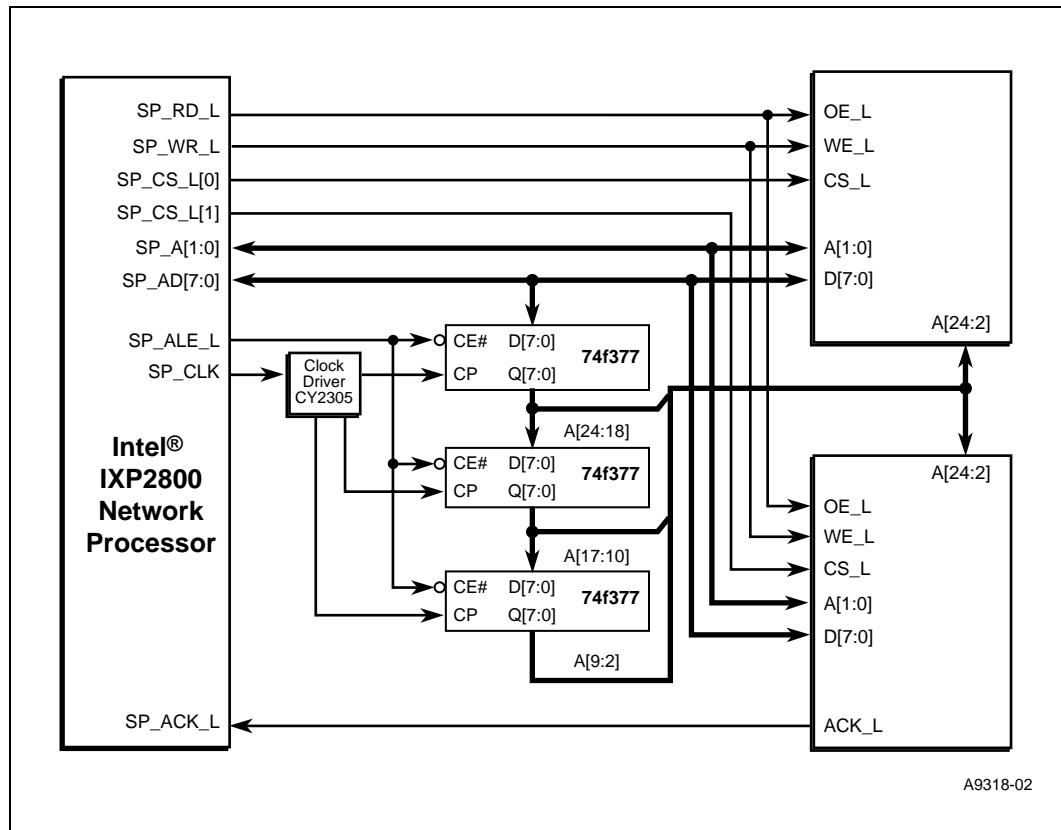 SP_RD_L
SP_WR_L
SP_CS_L[0]
SP_CS_L[1]
SP_A[1:0]
SP_AD[7:0]
SP_ALE_L
SP_CLK
Intel®
IXP2800
Network
Processor
SP_ACK_L
Clock
Driver
CY2305
CE# D[7:0]
74f377
CP Q[7:0]
A[24:18]
CE# D[7:0]
74f377
CP Q[7:0]
A[17:10]
CE# D[7:0]
74f377
CP Q[7:0]
A[9:2]
OE_L
WE_L
CS_L
A[1:0]
D[7:0]
A[24:2]
A[24:2]
OE_L
WE_L
CS_L
A[1:0]
D[7:0]
ACK_L
A9318-02